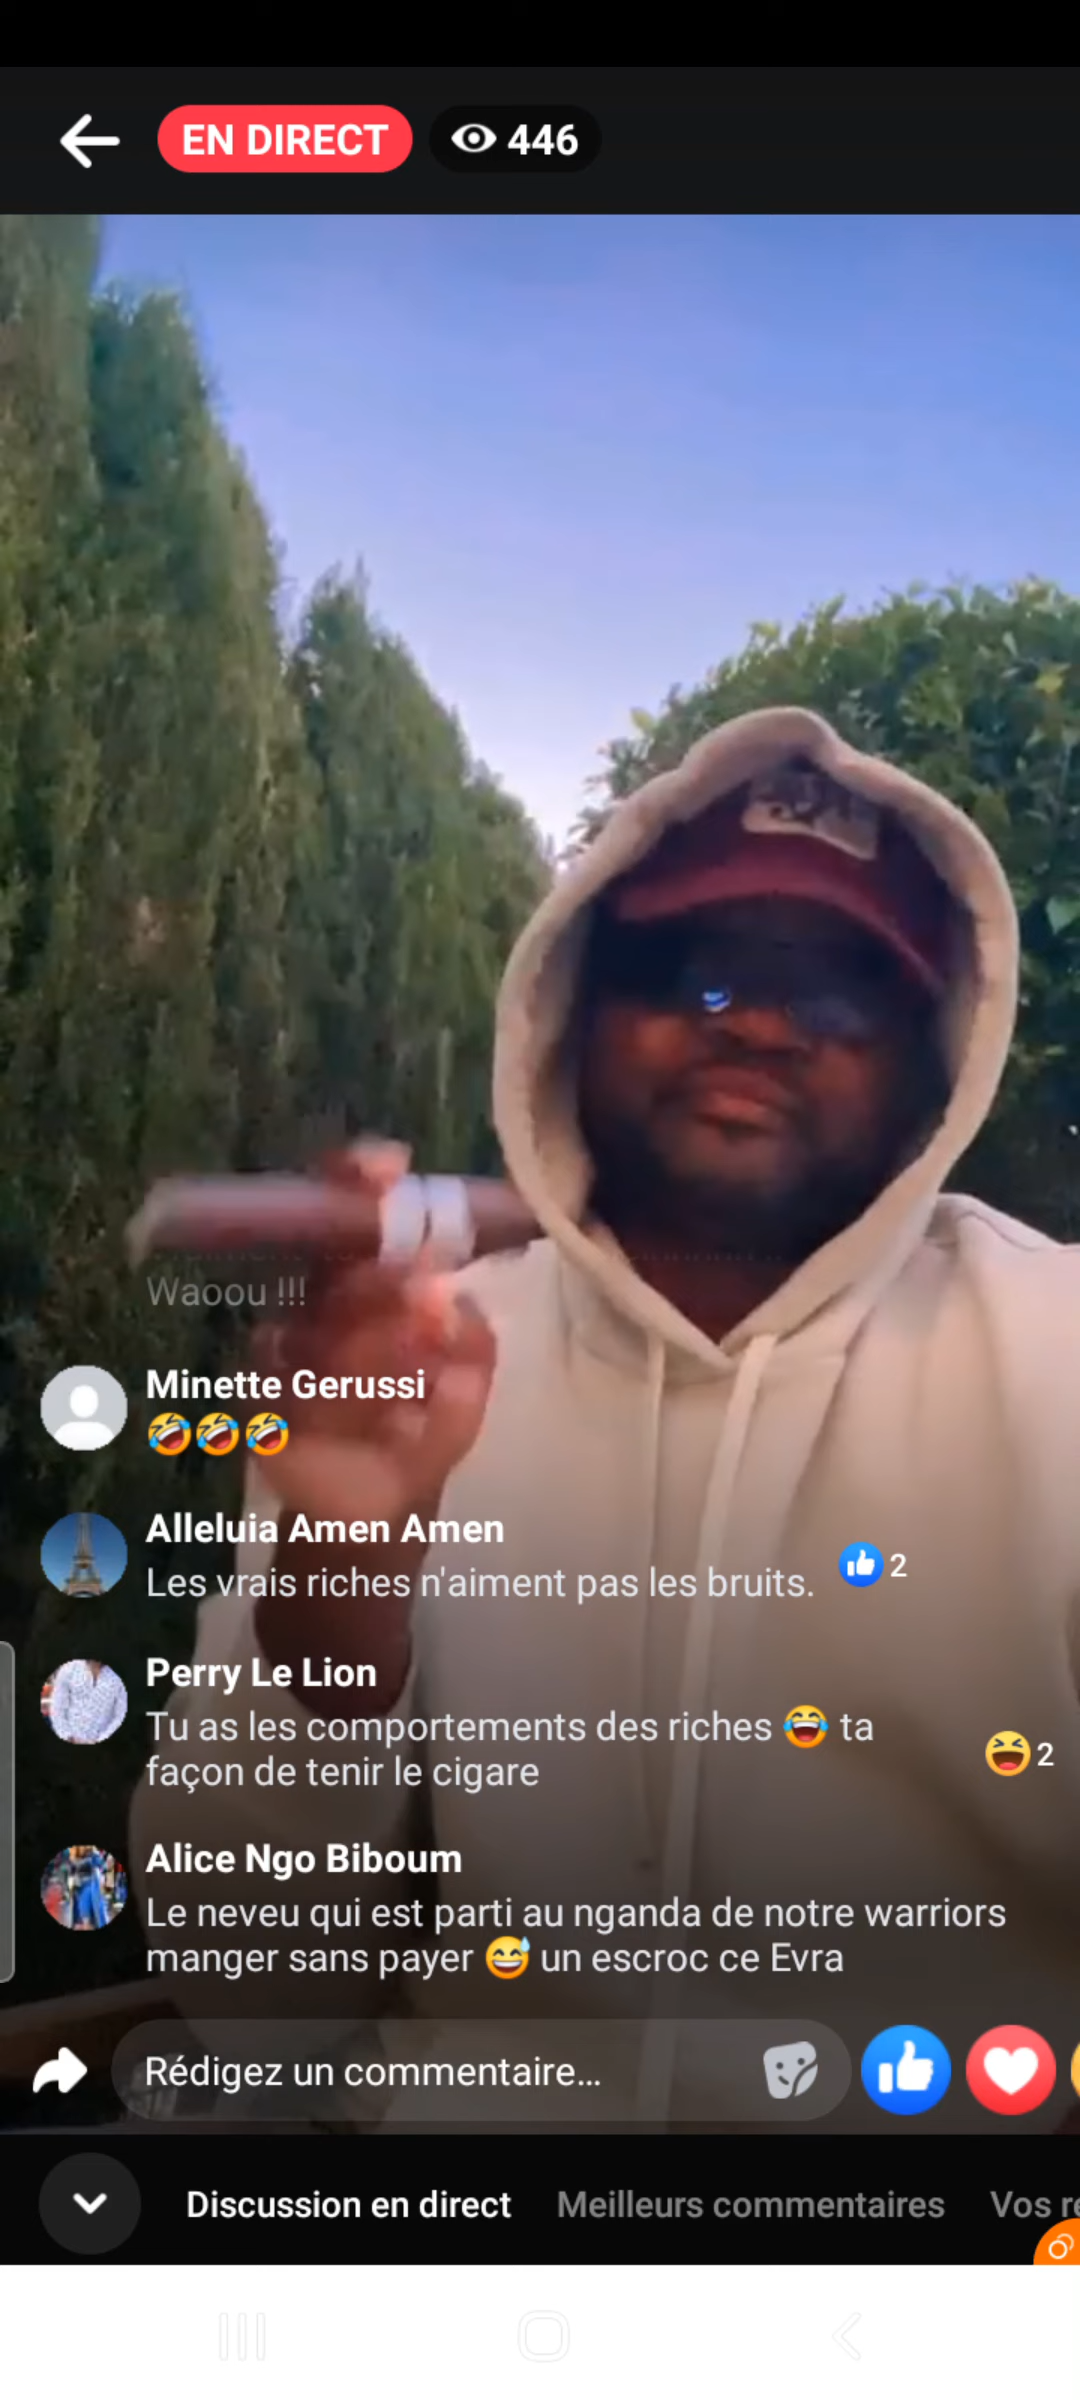 EN DIRECT 446
Waoou !!!
Minette Gerussi
🤣🤣🤣
Alleluia Amen Amen
Les vrais riches n'aiment pas les bruits. 2
Perry Le Lion
Tu as les comportements des riches 😂 ta
façon de tenir le cigare 2
Alice Ngo Biboum
Le neveu qui est parti au nganda de notre warriors
manger sans payer 😅 un escroc ce Evra
Rédigez un commentaire...
Discussion en direct Meilleurs commentaires Vos